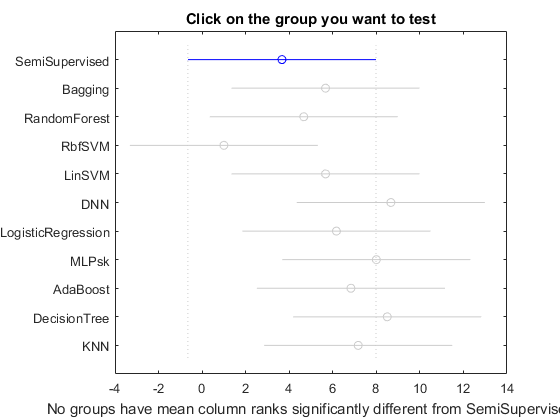 Click on the group you want to test
SemiSupervised
Bagging
RandomForest
RbfSVM
LinSVM
DNN
LogisticRegression
MLPsk
AdaBoost
DecisionTree
KNN
-4 -2 0 2 4 6 8 10 12 14
No groups have mean column ranks significantly different from SemiSupervise